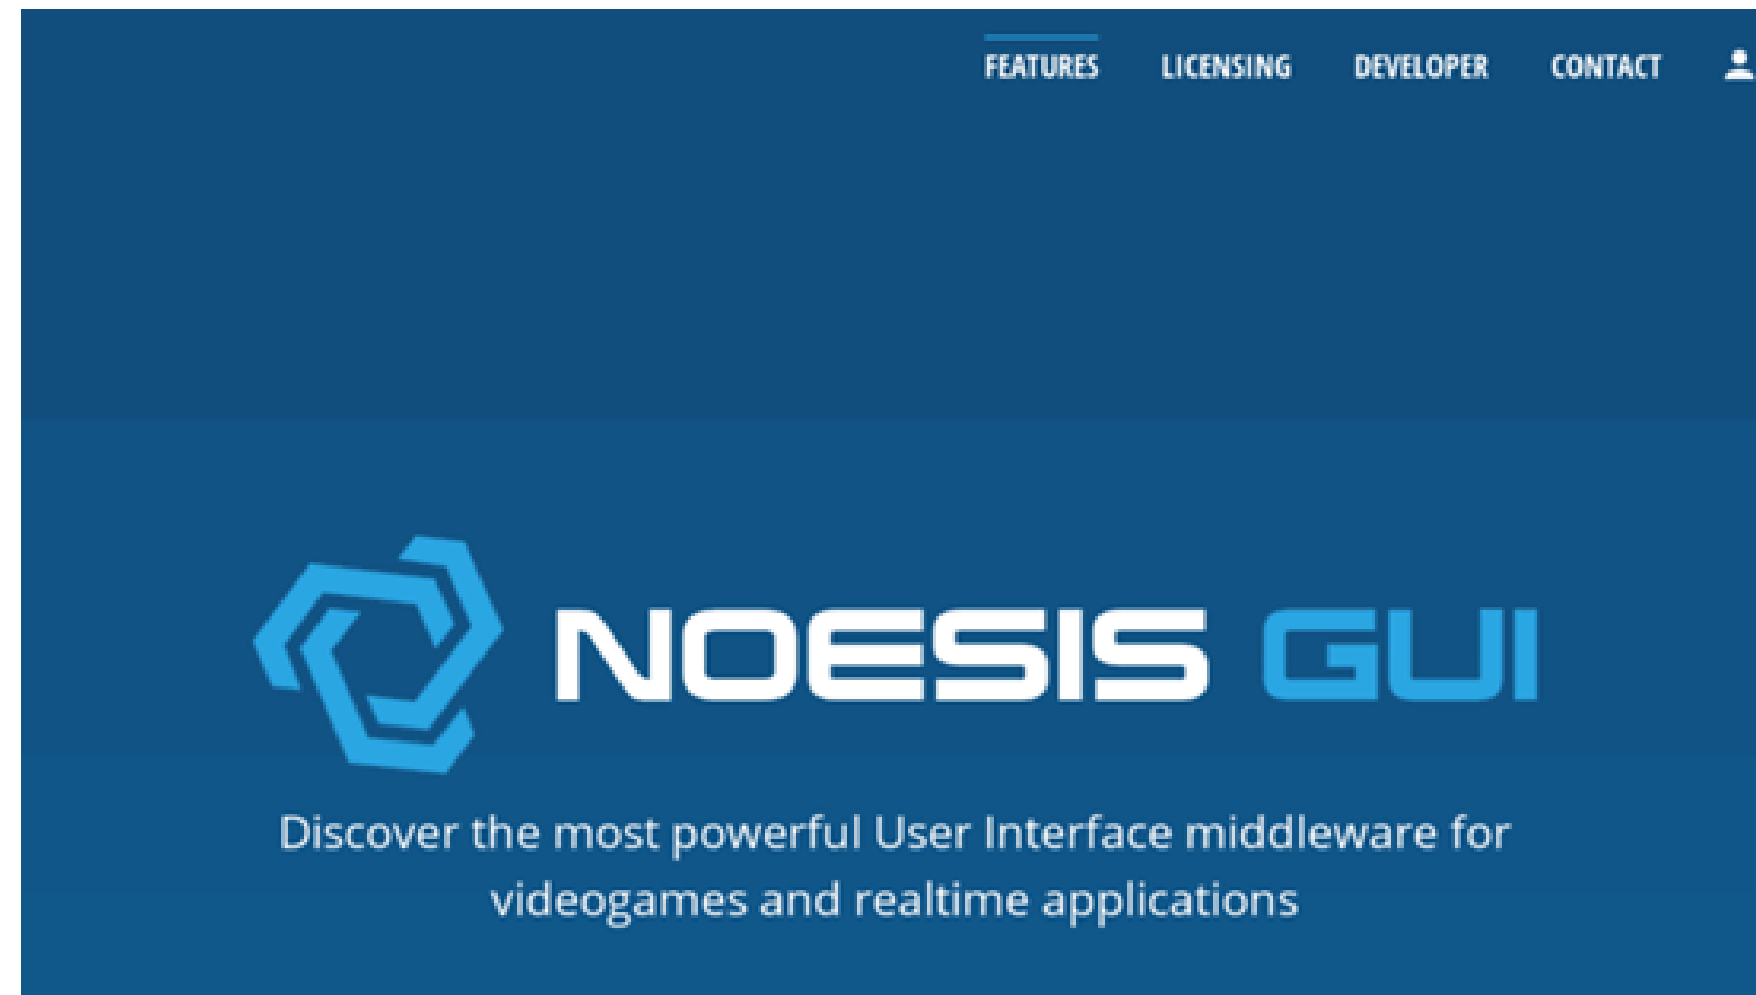 FEATURES LICENSING DEVELOPER CONTACT
NOESIS GUI
Discover the most powerful User Interface middleware for
videogames and realtime applications